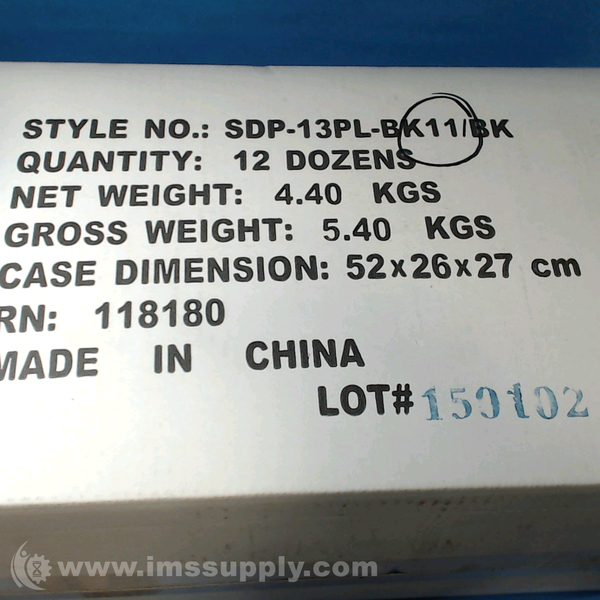 STYLE NO.: SDP-13PL-BK11/BK
QUANTITY: 12 DOZENS
NET WEIGHT: 4.40 KGS
GROSS WEIGHT: 5.40 KGS
CASE DIMENSION: 52x26x27 cm
RN: 118180
MADE IN CHINA
LOT# 150102
www.imssupply.com